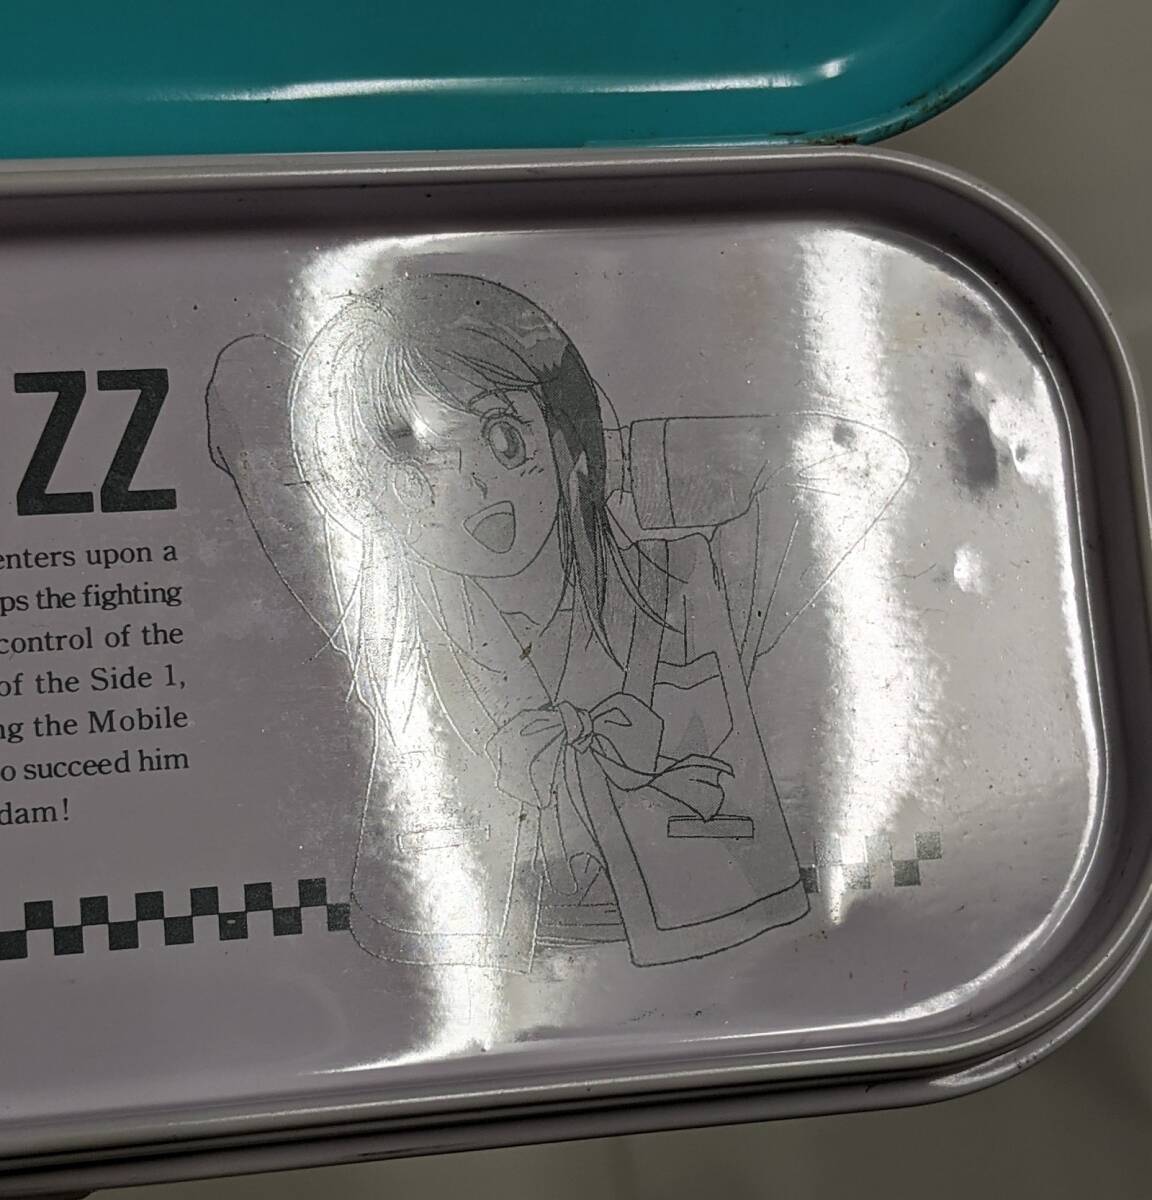 ZZ
enters upon a
ps the fighting
control of the
of the Side 1,
ng the Mobile
o succeed him
dam!